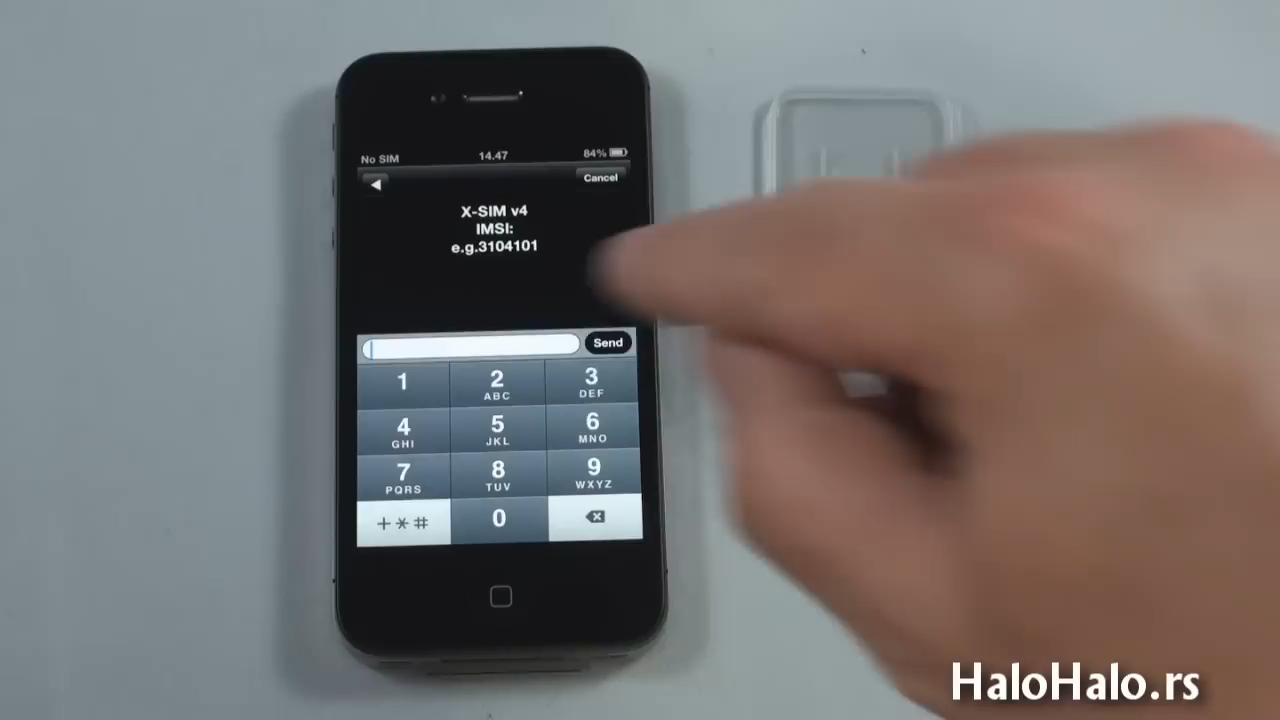 No SIM 14.47 84%
Cancel
X-SIM v4
IMSI:
e.g.3104101
Send
1 2 3
ABC DEF
4 5 6
GHI JKL MNO
7 8 9
PQRS TUV WXYZ
+*# 0
HaloHalo.rs